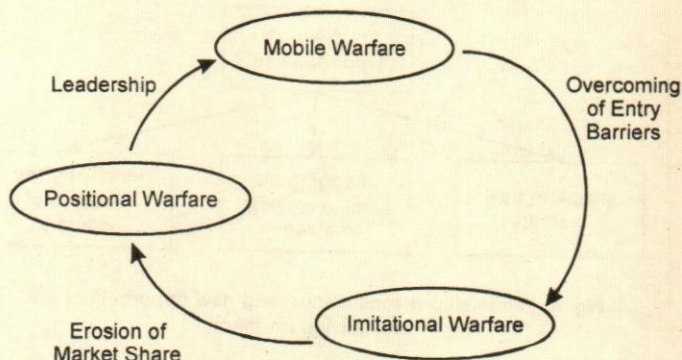 Mobile Warfare
Leadership
Overcoming
of Entry
Barriers
Positional Warfare
Imitational Warfare
Erosion of
Market Share